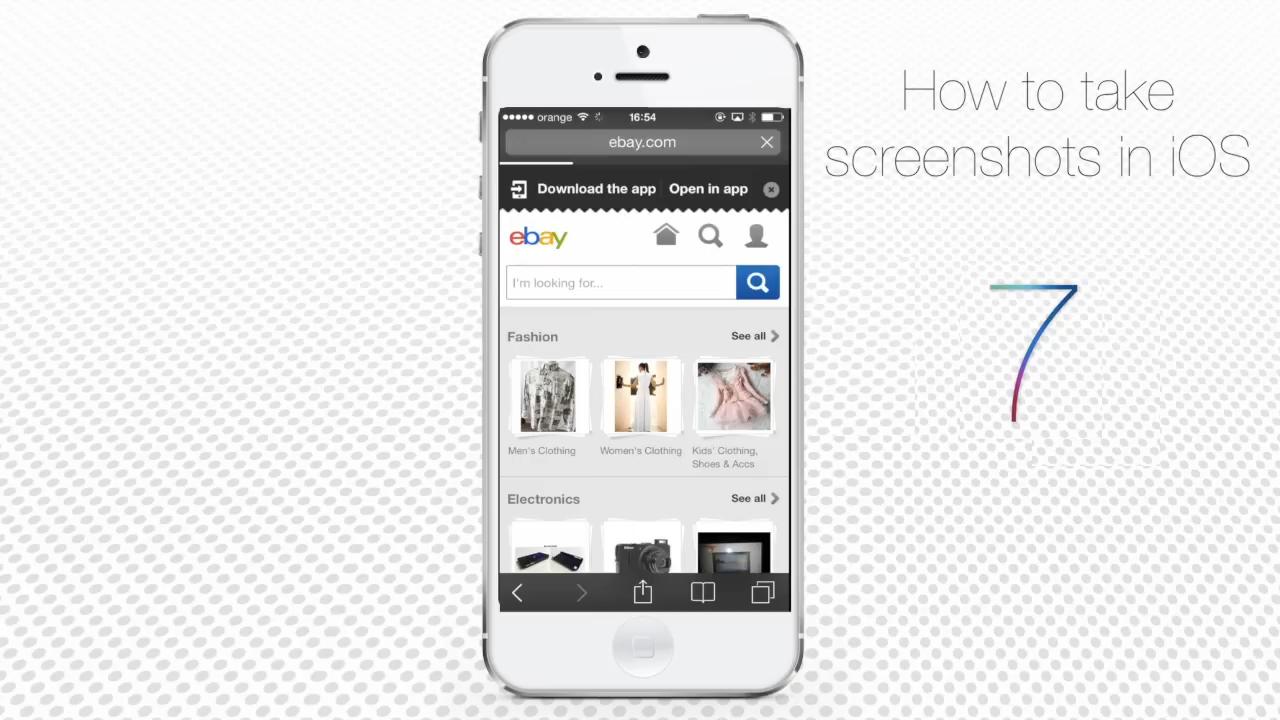 How to take
screenshots in iOS
7
orange 16:54
ebay.com
Download the app Open in app
ebay
I'm looking for...
Fashion See all
Men's Clothing Women's Clothing Kids' Clothing,
Shoes & Accs
Electronics See all